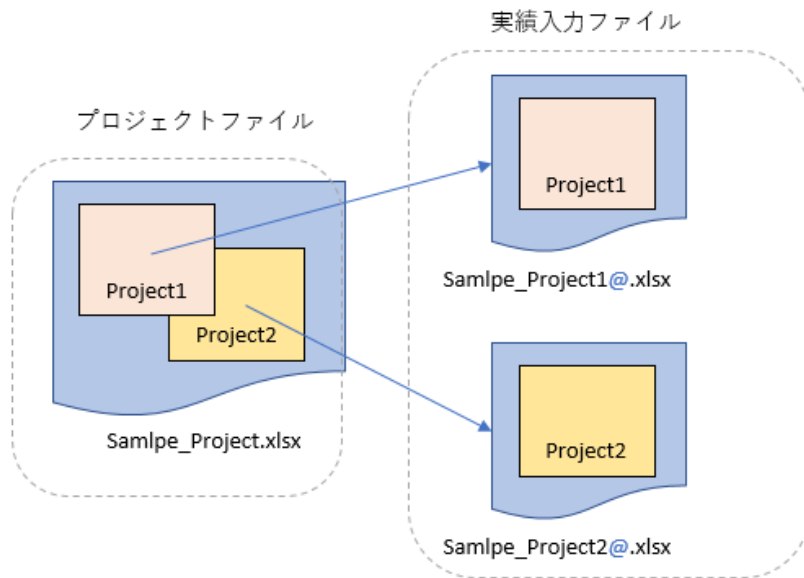 実績入力ファイル
プロジェクトファイル
Project1
Project2
Samlpe_Project.xlsx
Project1
Samlpe_Project1@.xlsx
Project2
Samlpe_Project2@.xlsx